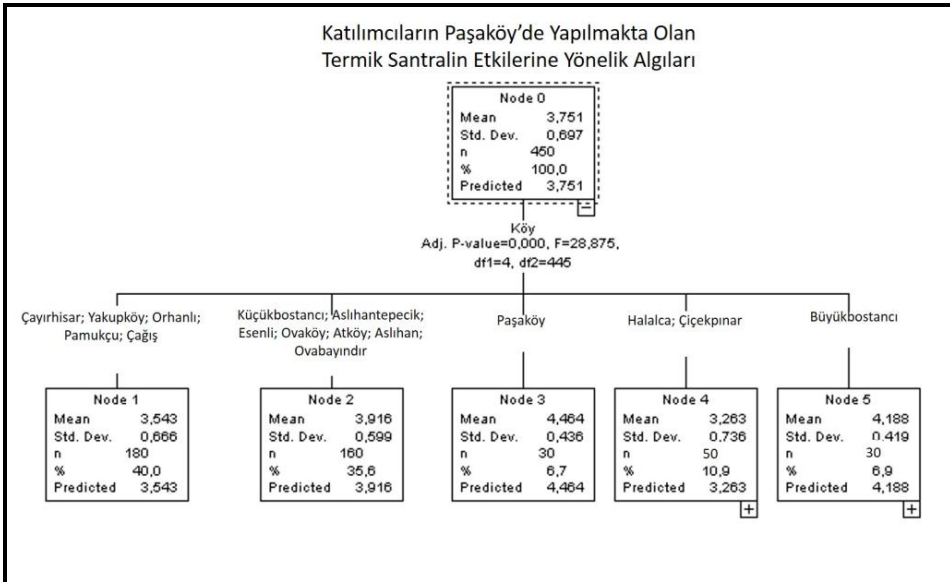 Katılımcıların Paşaköy’de Yapılmakta Olan
Termik Santralin Etkilerine Yönelik Algıları
Node 0
Mean 3,751
Std. Dev. 0,697
n 450
% 100,0
Predicted 3,751
Köy
Adj. P-value=0,000, F=28,875,
df1=4, df2=445
Çayırhisar; Yakupköy; Orhanlı;
Pamukçu; Çağış
Küçükbostancı; Aslıhantepecik;
Esenli; Ovaköy; Atköy; Aslıhan;
Ovabayındır
Paşaköy
Halalca; Çiçekpınar
Büyükbostancı
Node 1
Mean 3,543
Std. Dev. 0,666
n 180
% 40,0
Predicted 3,543
Node 2
Mean 3,916
Std. Dev. 0,599
n 160
% 35,6
Predicted 3,916
Node 3
Mean 4,464
Std. Dev. 0,436
n 30
% 6,7
Predicted 4,464
Node 4
Mean 3,263
Std. Dev. 0,736
n 50
% 10,9
Predicted 3,263
Node 5
Mean 4,188
Std. Dev. 0,419
n 30
% 6,9
Predicted 4,188